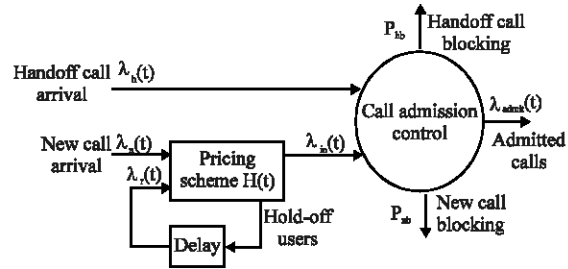 P_hb
Handoff call
blocking
Handoff call
arrival
λ_h(t)
Call admission
control
λ_admit(t)
Admitted
calls
New call
arrival
λ_n(t)
λ_r(t)
Pricing
scheme H(t)
λ_in(t)
Hold-off
users
Delay
P_nb
New call
blocking